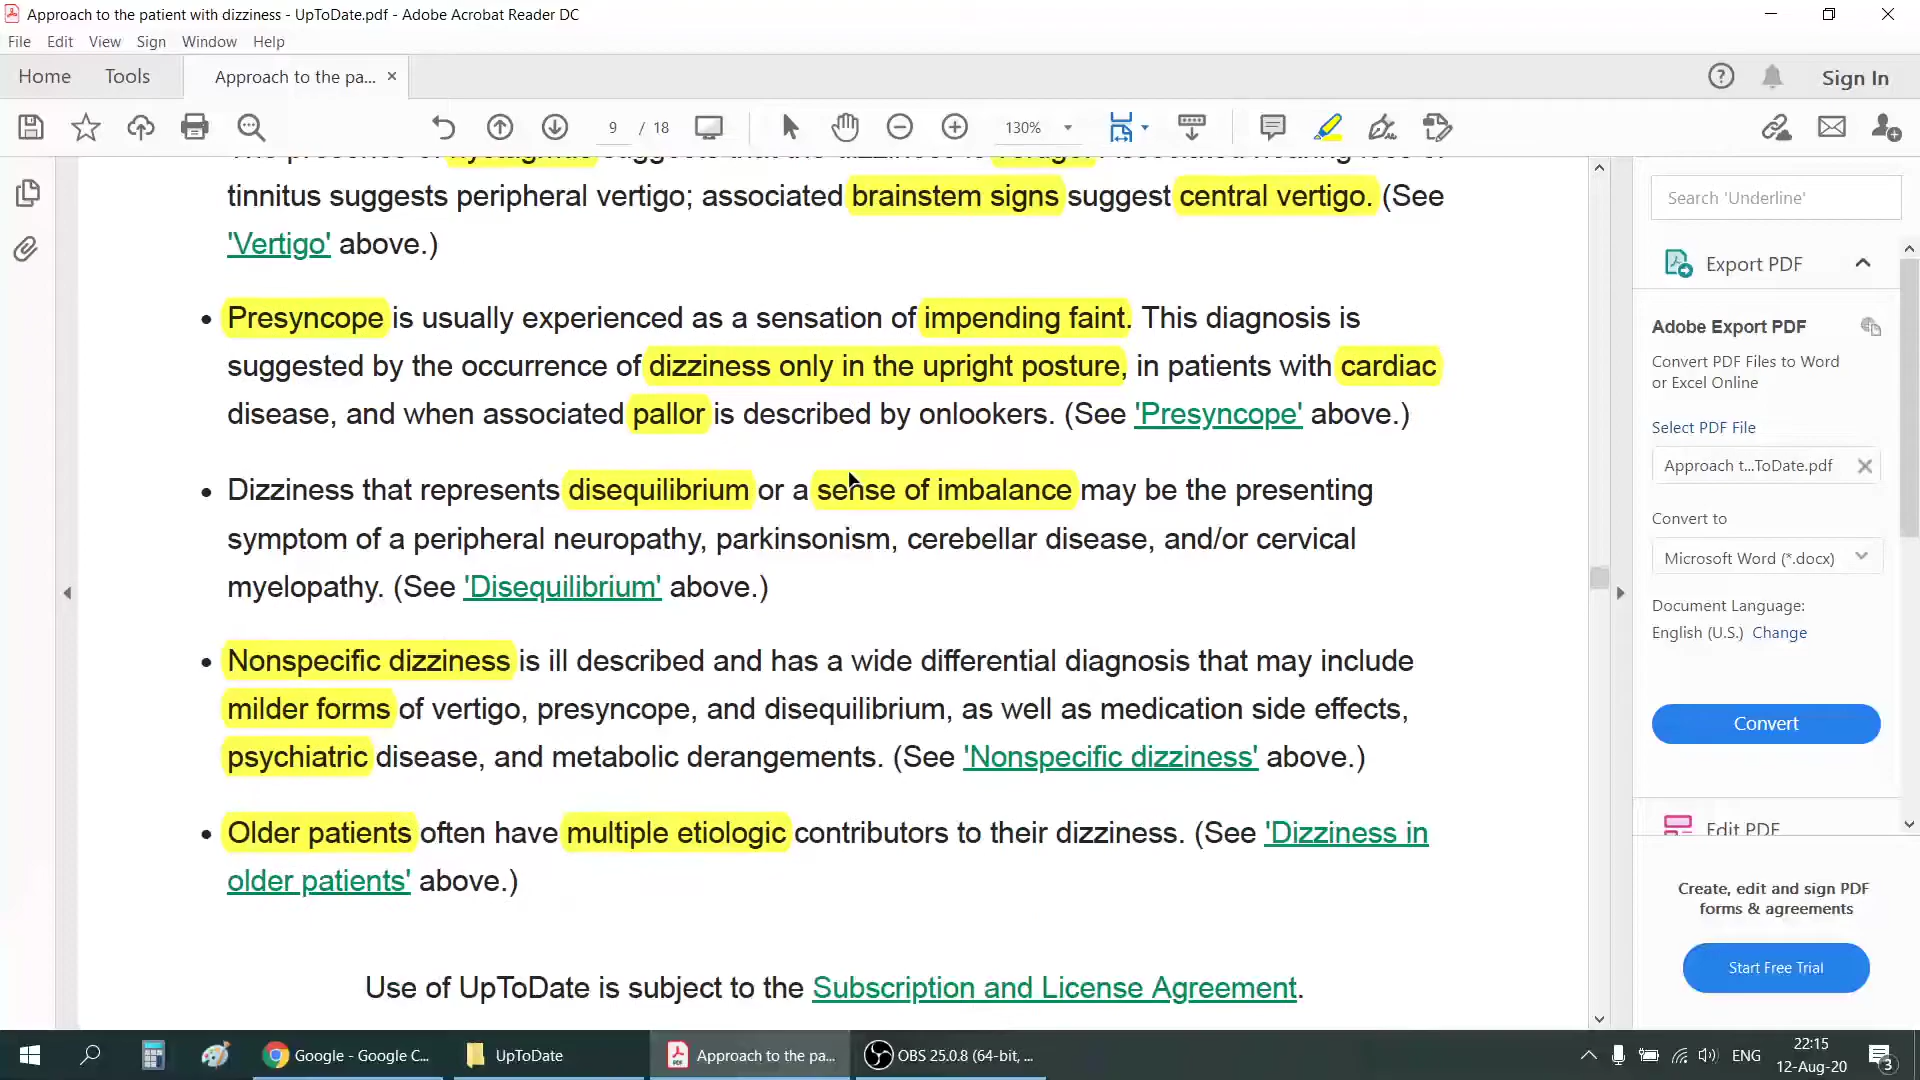 Approach to the patient with dizziness - UpToDate.pdf - Adobe Acrobat Reader DC
File Edit View Sign Window Help
Home Tools Approach to the pa... × Sign In
9 / 18 130%
tinnitus suggests peripheral vertigo; associated brainstem signs suggest central vertigo. (See
'Vertigo' above.)
• Presyncope is usually experienced as a sensation of impending faint. This diagnosis is
suggested by the occurrence of dizziness only in the upright posture, in patients with cardiac
disease, and when associated pallor is described by onlookers. (See 'Presyncope' above.)
• Dizziness that represents disequilibrium or a sense of imbalance may be the presenting
symptom of a peripheral neuropathy, parkinsonism, cerebellar disease, and/or cervical
myelopathy. (See 'Disequilibrium' above.)
• Nonspecific dizziness is ill described and has a wide differential diagnosis that may include
milder forms of vertigo, presyncope, and disequilibrium, as well as medication side effects,
psychiatric disease, and metabolic derangements. (See 'Nonspecific dizziness' above.)
• Older patients often have multiple etiologic contributors to their dizziness. (See 'Dizziness in
older patients' above.)
Use of UpToDate is subject to the Subscription and License Agreement.
Search 'Underline'
Export PDF
Adobe Export PDF
Convert PDF Files to Word
or Excel Online
Select PDF File
Approach t...ToDate.pdf
Convert to
Microsoft Word (*.docx)
Document Language:
English (U.S.) Change
Convert
Edit PDF
Create, edit and sign PDF
forms & agreements
Start Free Trial
Google - Google C... UpToDate Approach to the pa... OBS 25.0.8 (64-bit, ... ENG 22:15
12-Aug-20 3